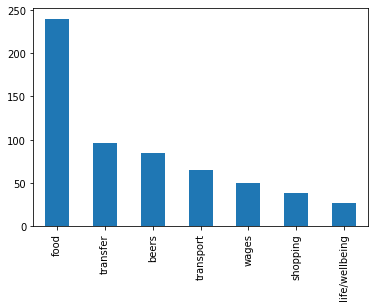 250
200
150
100
50
0
food
transfer
beers
transport
wages
shopping
life/wellbeing